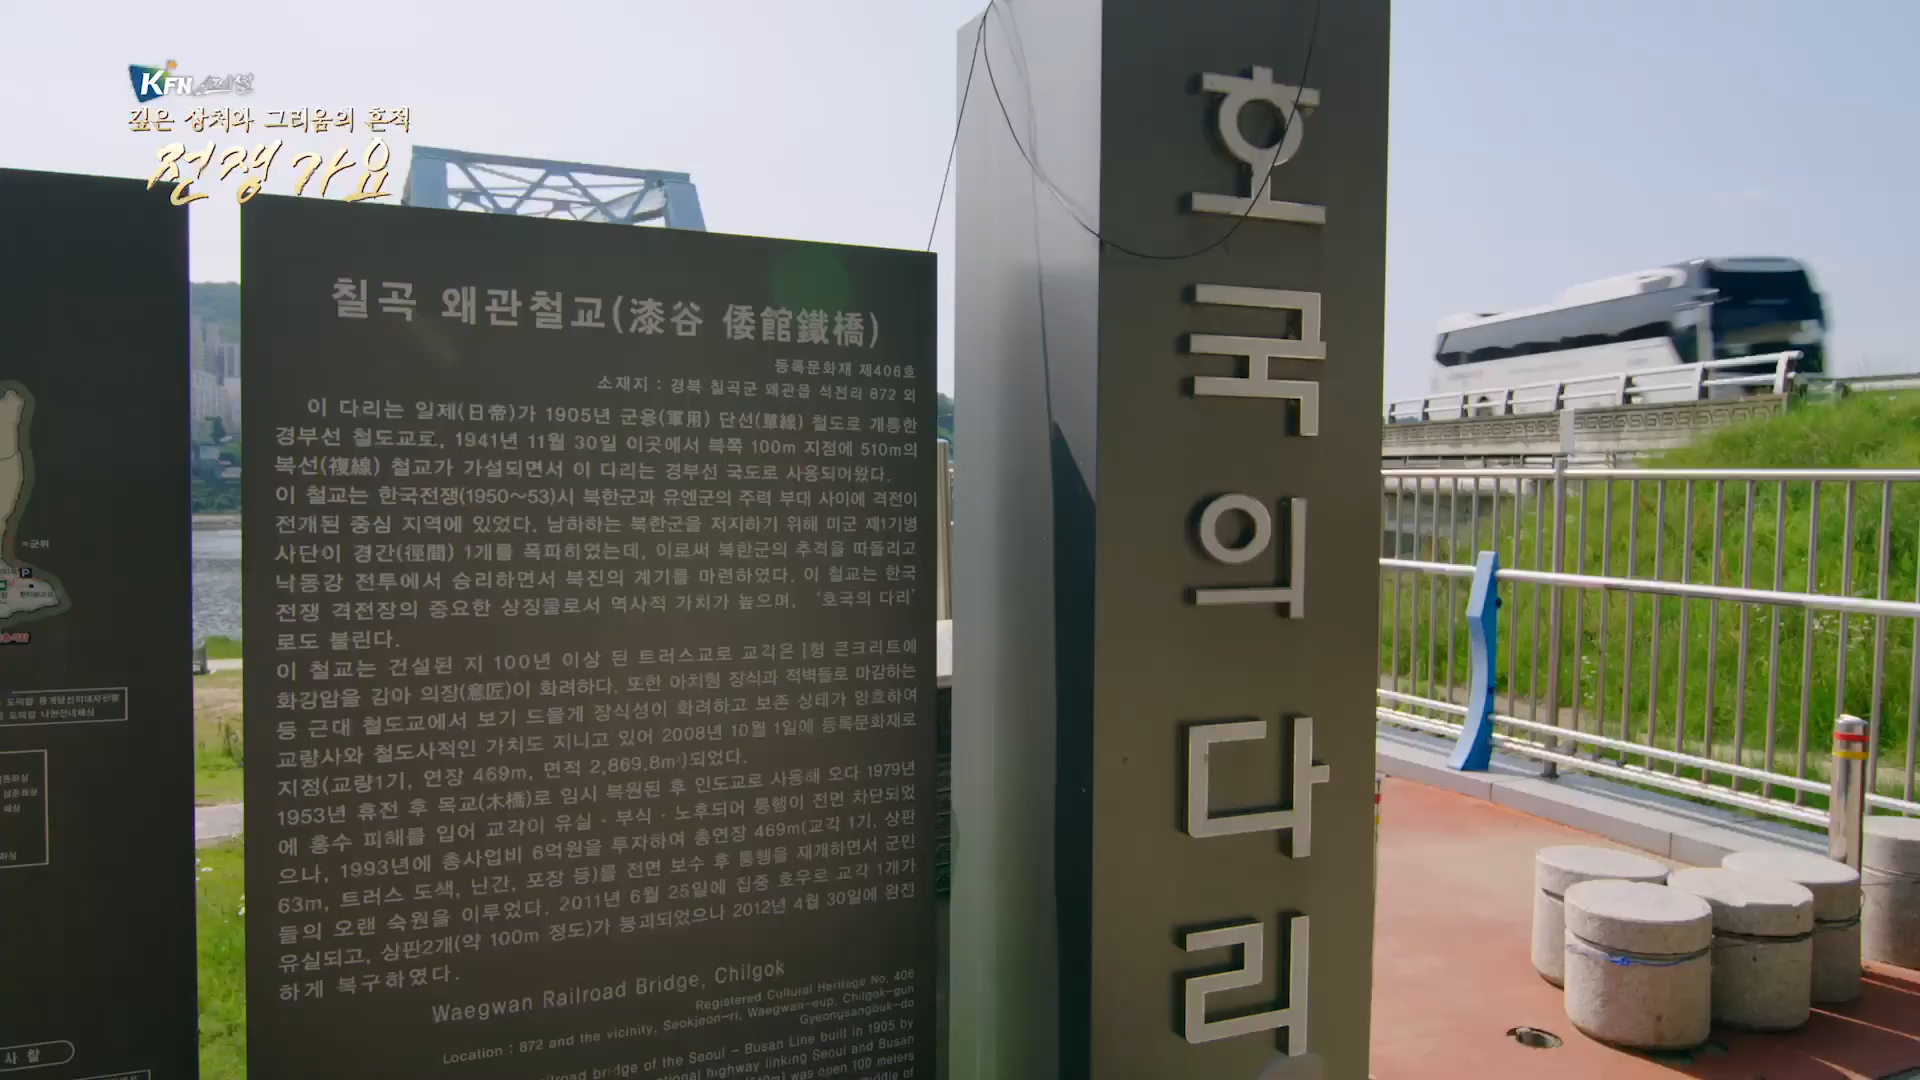 KFN 스페셜
깊은 상처와 그리움의 흔적
전쟁가요
칠곡 왜관철교(漆谷 倭館鐵橋)
등록문화재 제406호
소재지 : 경북 칠곡군 왜관읍 석전리 872 외
이 다리는 일제(日帝)가 1905년 군용(軍用) 단선(單線) 철도로 개통한
경부선 철도교로, 1941년 11월 30일 이곳에서 북쪽 100m 지점에 510m의
복선(複線) 철교가 가설되면서 이 다리는 경부선 국도로 사용되어왔다.
이 철교는 한국전쟁(1950~53)시 북한군과 유엔군의 주력 부대 사이에 격전이
전개된 중심 지역에 있었다. 남하하는 북한군을 저지하기 위해 미군 제1기병
사단이 경간(徑間) 1개를 폭파하였는데, 이로써 북한군의 추격을 따돌리고
낙동강 전투에서 승리하면서 북진의 계기를 마련하였다. 이 철교는 한국
전쟁 격전장의 중요한 상징물로서 역사적 가치가 높으며, '호국의 다리'
로도 불린다.
이 철교는 건설된 지 100년 이상 된 트러스교로 교각은 I형 콘크리트에
화강암을 감아 의장(意匠)이 화려하다. 또한 아치형 장식과 적벽돌로 마감하는
등 근대 철도교에서 보기 드물게 장식성이 화려하고 보존 상태가 양호하여
교량사와 철도사적인 가치도 지니고 있어 2008년 10월 1일에 등록문화재로
지정(교량1기, 연장 469m, 면적 2,869.8m²)되었다.
1953년 휴전 후 목교(木橋)로 임시 복원된 후 인도교로 사용해 오다 1979년
에 홍수 피해를 입어 교각이 유실·부식·노후되어 통행이 전면 차단되었
으나, 1993년에 총사업비 6억원을 투자하여 총연장 469m(교각 1기, 상판
63m, 트러스 도색, 난간, 포장 등)를 전면 보수 후 통행을 재개하면서 군민
들의 오랜 숙원을 이루었다. 2011년 6월 25일에 집중 호우로 교각 1개가
유실되고, 상판2개(약 100m 정도)가 붕괴되었으나 2012년 4월 30일에 완전
하게 복구하였다.
Waegwan Railroad Bridge, Chilgok
Registered Cultural Heritage No. 406
Location : 872 and the vicinity, Seokjeon-ri, Waegwan-eup, Chilgok-gun
Gyeongsangbuk-do
bridge of the Seoul - Busan Line built in 1905 by
highway linking Seoul and Busan
was open 100 meters
middle of
호국의 다리
군위
P
사찰